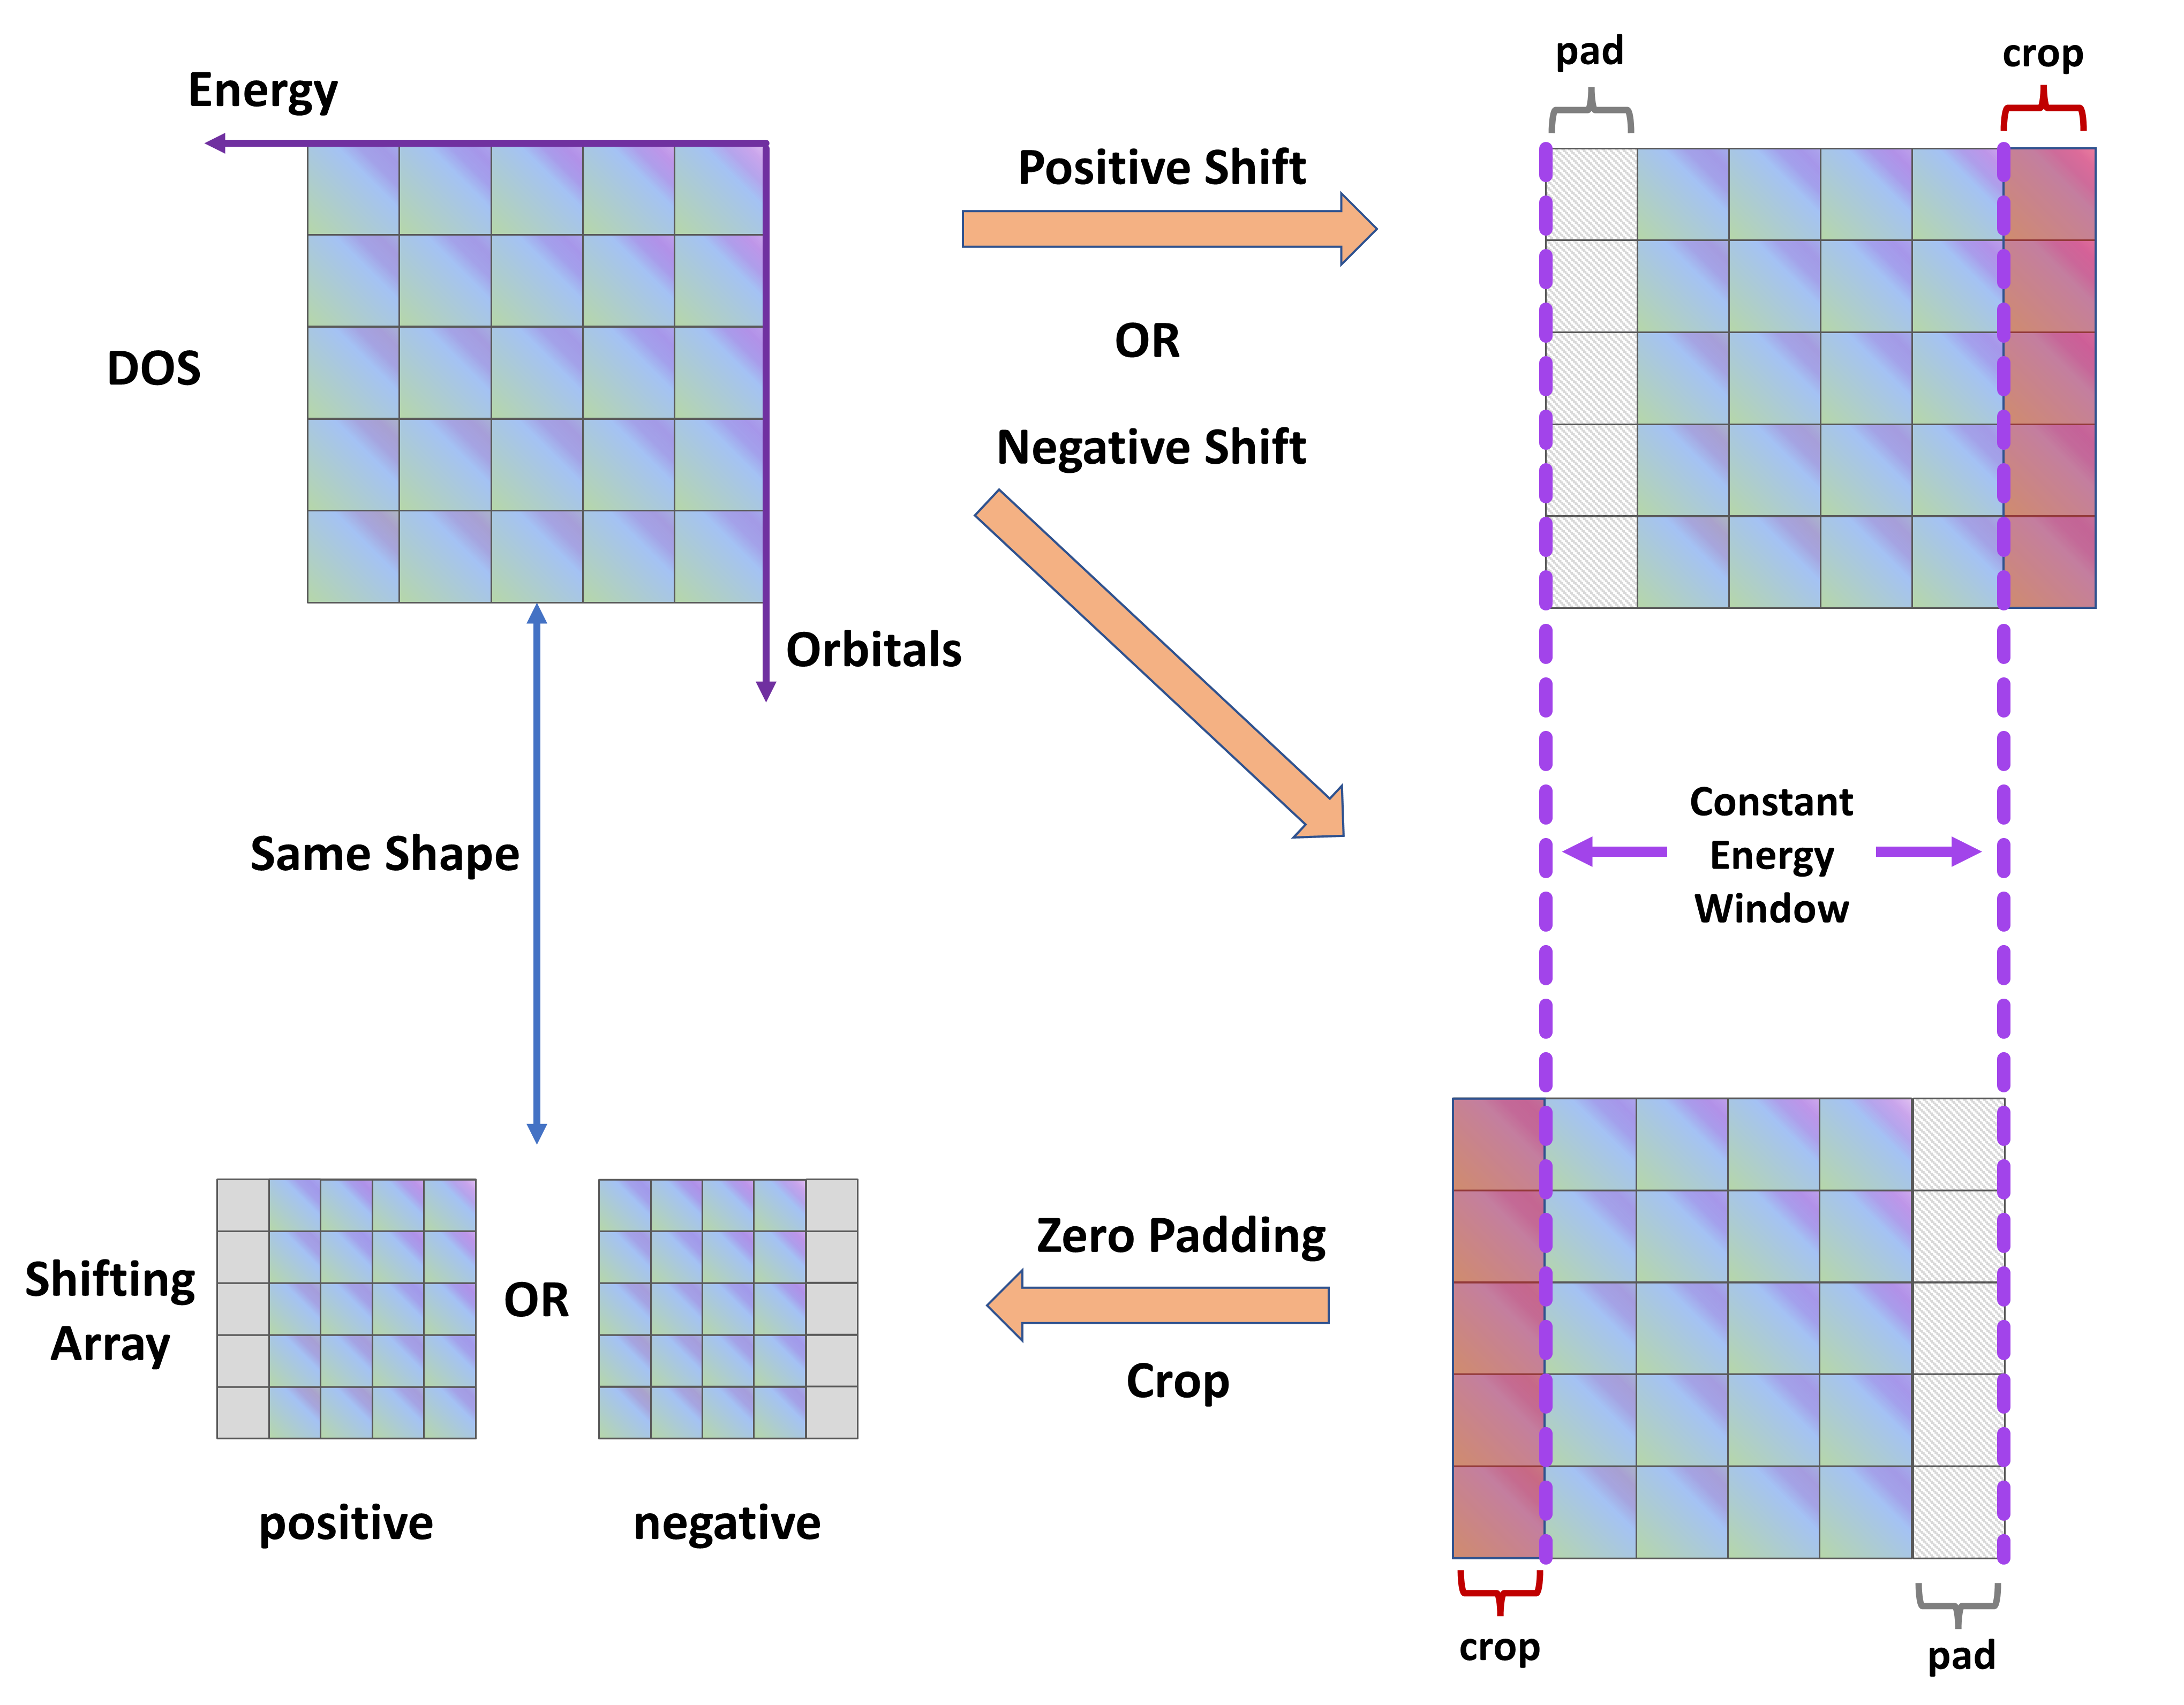 pad
crop
Energy
Positive Shift
OR
DOS
Negative Shift
Orbitals
Same Shape
Constant
Energy
Window
Shifting
Array
OR
Zero Padding
Crop
positive
negative
crop
pad